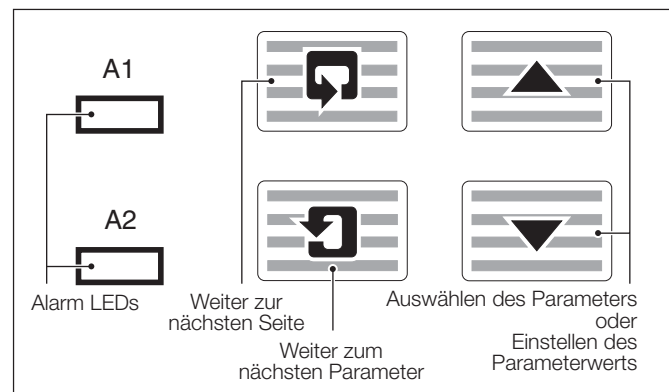 A1
A2
Alarm LEDs
Weiter zur
nächsten Seite
Weiter zum
nächsten Parameter
Auswählen des Parameters
oder
Einstellen des
Parameterwerts